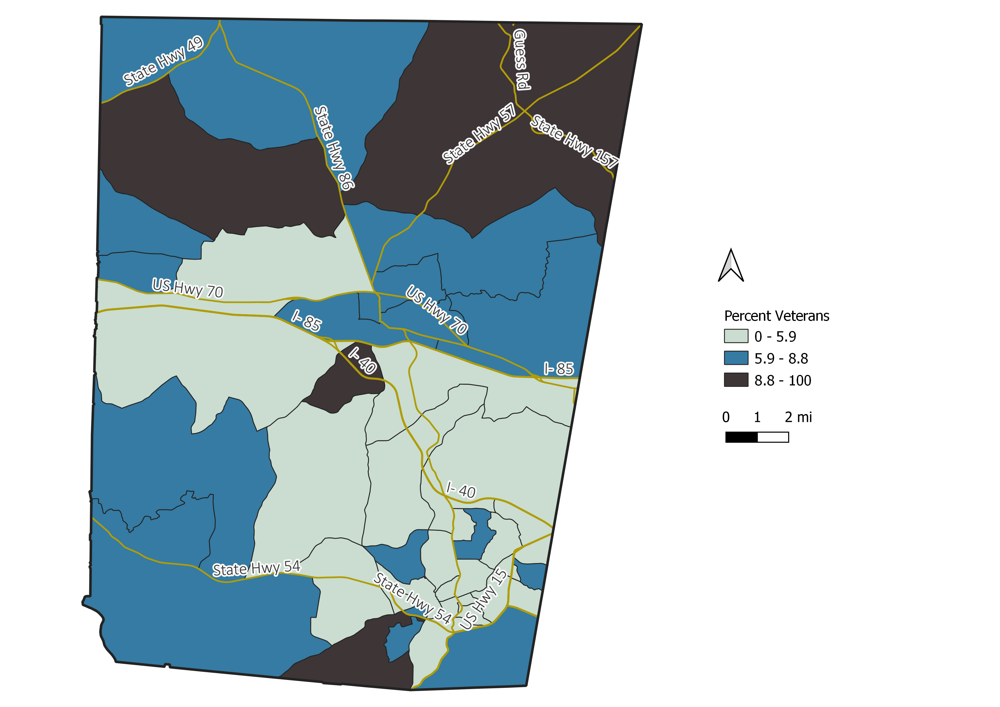 State Hwy 49
Guess Rd
State Hwy 57
State Hwy 157
State Hwy 86
US Hwy 70
US Hwy 70
I- 85
I- 40
I- 85
I- 40
State Hwy 54
State Hwy 54
US Hwy 15
Percent Veterans
0 - 5.9
5.9 - 8.8
8.8 - 100
0 1 2 mi